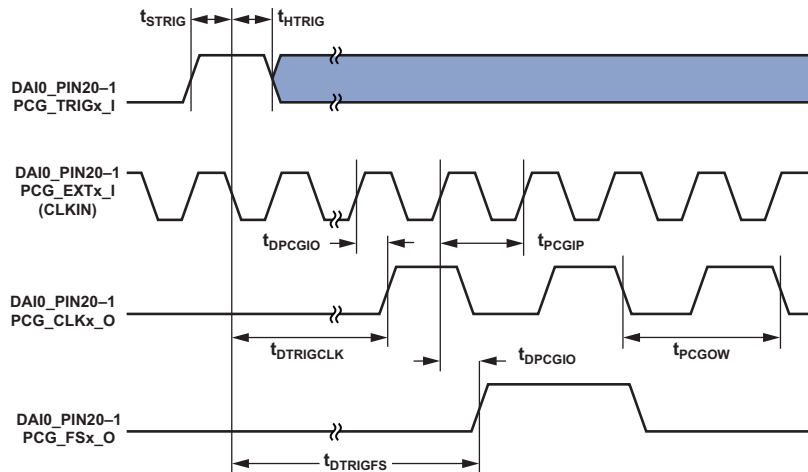 tSTRIG
tHTRIG
DAI0_PIN20–1
PCG_TRIGx_I
DAI0_PIN20–1
PCG_EXTx_I
(CLKIN)
tDPCGIO
tPCGIP
DAI0_PIN20–1
PCG_CLKx_O
tDTRIGCLK
tDPCGIO
tPCGOW
DAI0_PIN20–1
PCG_FSx_O
tDTRIGFS